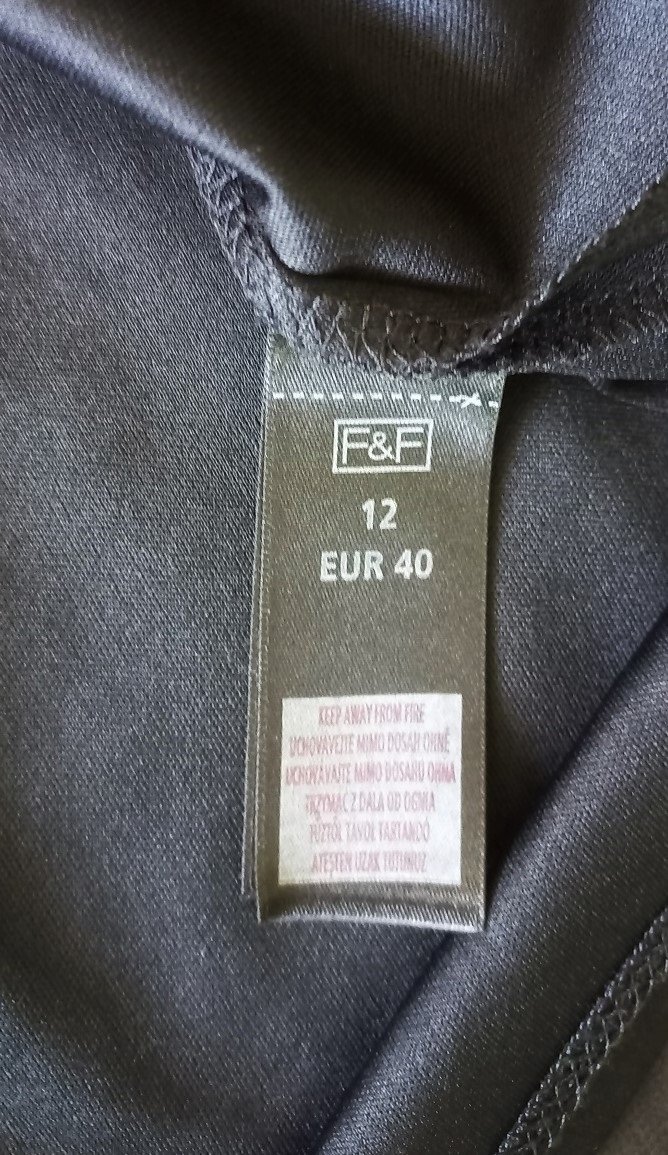 F&F
12
EUR 40
KEEP AWAY FROM FIRE
UCHOVÁVEJTE MIMO DOSAH OHNĚ
UCHOVÁVAJTE MIMO DOSAHU OHŇA
TRZYMAĆ Z DALA OD OGNIA
TŰZTŐL TÁVOL TARTANDÓ
ATEŞTEN UZAK TUTUNUZ